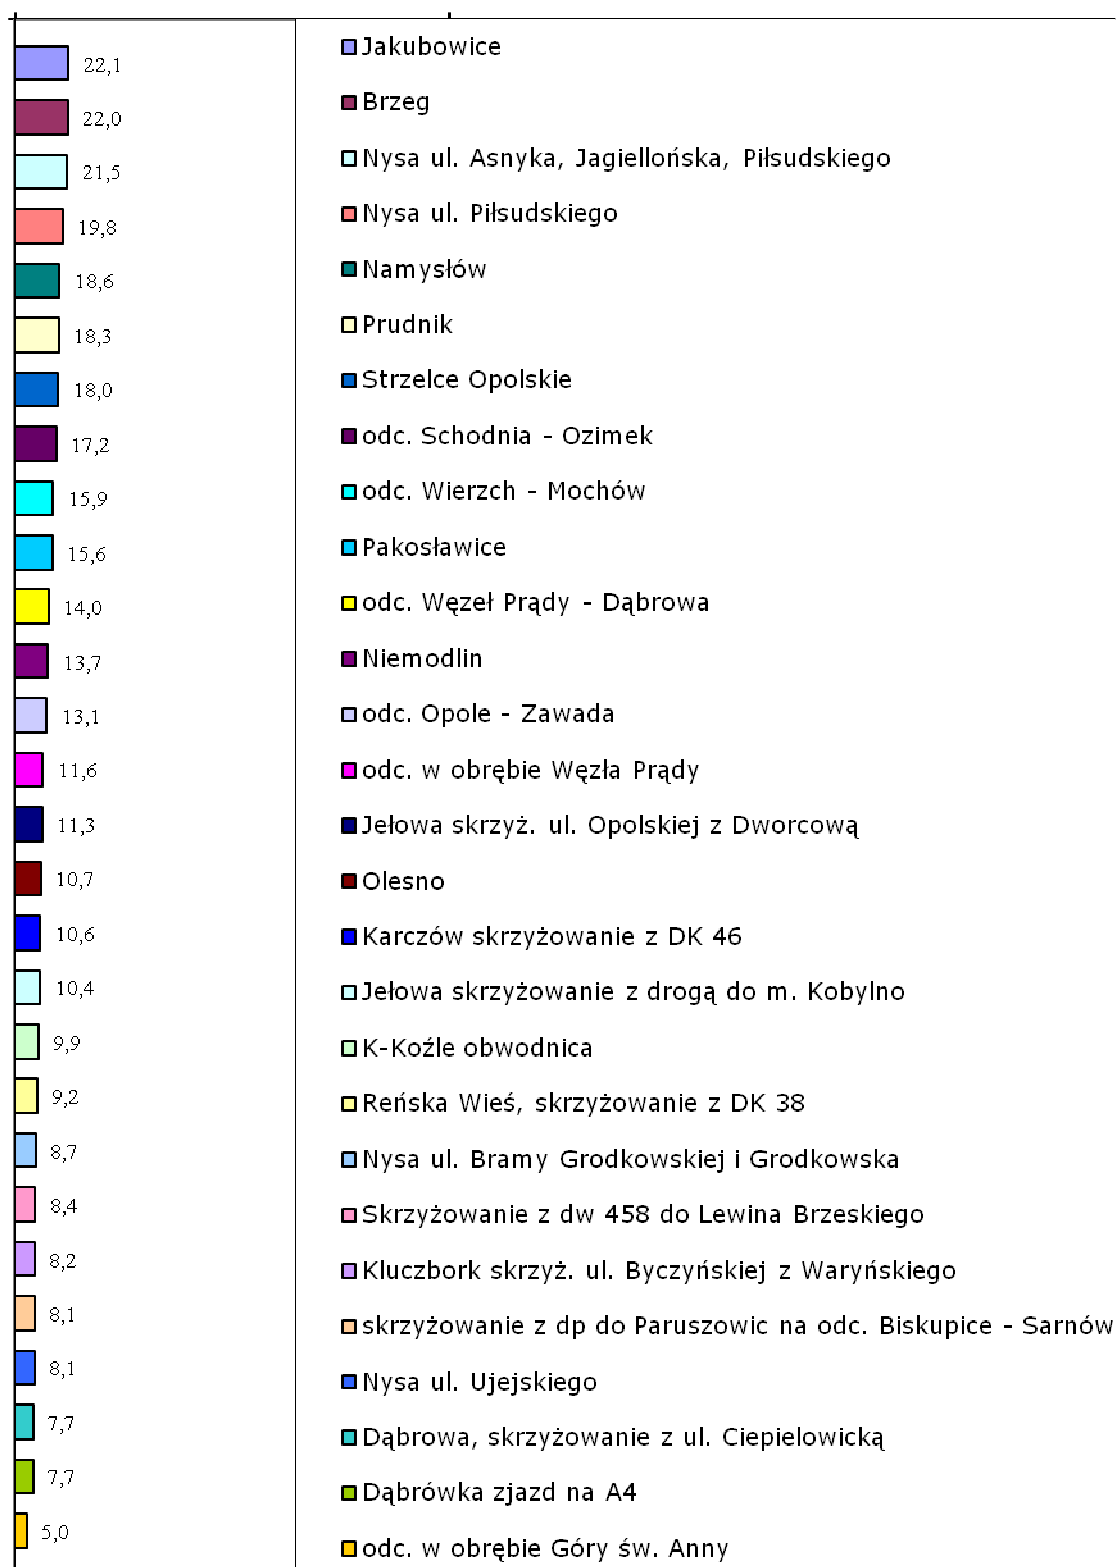 22,1
22,0
21,5
19,8
18,6
18,3
18,0
17,2
15,9
15,6
14,0
13,7
13,1
11,6
11,3
10,7
10,6
10,4
9,9
9,2
8,7
8,4
8,2
8,1
8,1
7,7
7,7
5,0
Jakubowice
Brzeg
Nysa ul. Asnyka, Jagiellońska, Piłsudskiego
Nysa ul. Piłsudskiego
Namysłów
Prudnik
Strzelce Opolskie
odc. Schodnia - Ozimek
odc. Wierzch - Mochów
Pakosławice
odc. Węzeł Prądy - Dąbrowa
Niemodlin
odc. Opole - Zawada
odc. w obrębie Węzła Prądy
Jełowa skrzyż. ul. Opolskiej z Dworcową
Olesno
Karczów skrzyżowanie z DK 46
Jełowa skrzyżowanie z drogą do m. Kobylno
K-Koźle obwodnica
Reńska Wieś, skrzyżowanie z DK 38
Nysa ul. Bramy Grodkowskiej i Grodkowska
Skrzyżowanie z dw 458 do Lewina Brzeskiego
Kluczbork skrzyż. ul. Byczyńskiej z Waryńskiego
skrzyżowanie z dp do Paruszowic na odc. Biskupice - Sarnów
Nysa ul. Ujejskiego
Dąbrowa, skrzyżowanie z ul. Ciepielowicką
Dąbrówka zjazd na A4
odc. w obrębie Góry św. Anny